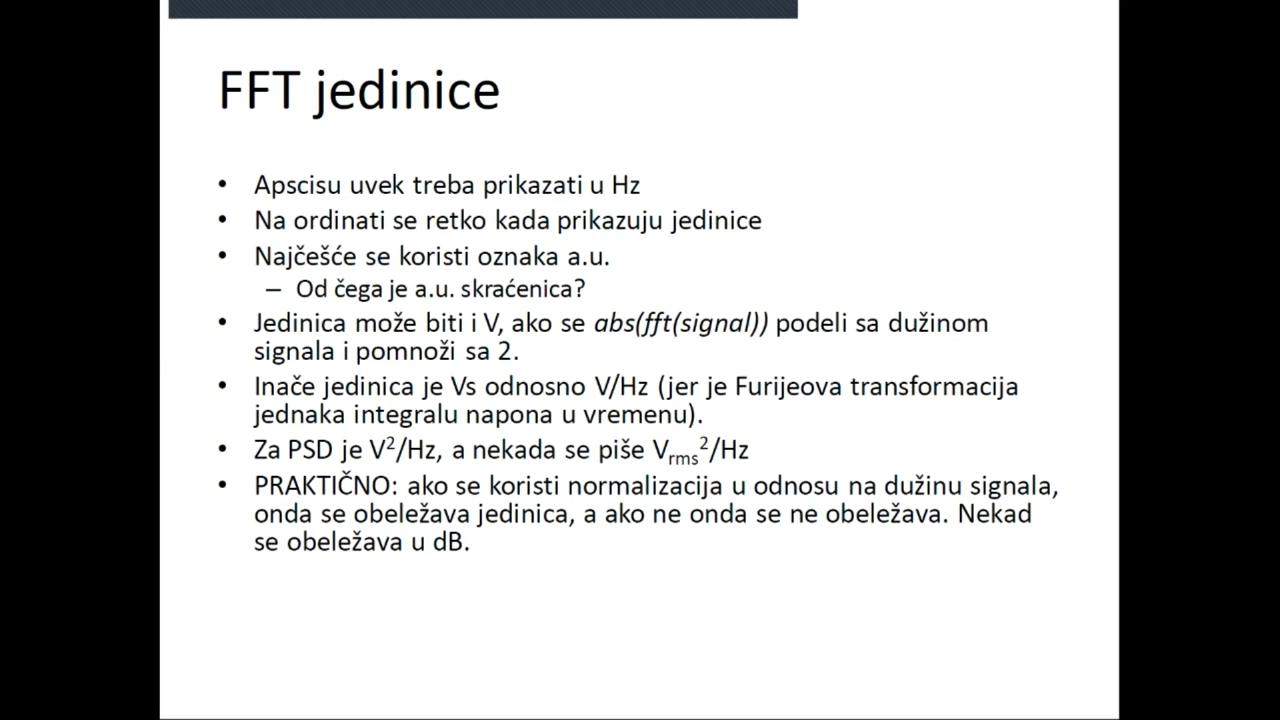 FFT jedinice
• Apscisu uvek treba prikazati u Hz
• Na ordinati se retko kada prikazuju jedinice
• Najčešće se koristi oznaka a.u.
– Od čega je a.u. skraćenica?
• Jedinica može biti i V, ako se abs(fft(signal)) podeli sa dužinom
signala i pomnoži sa 2.
• Inače jedinica je Vs odnosno V/Hz (jer je Furijeova transformacija
jednaka integralu napona u vremenu).
• Za PSD je V²/Hz, a nekada se piše Vrms²/Hz
• PRAKTIČNO: ako se koristi normalizacija u odnosu na dužinu signala,
onda se obeležava jedinica, a ako ne onda se ne obeležava. Nekad
se obeležava u dB.